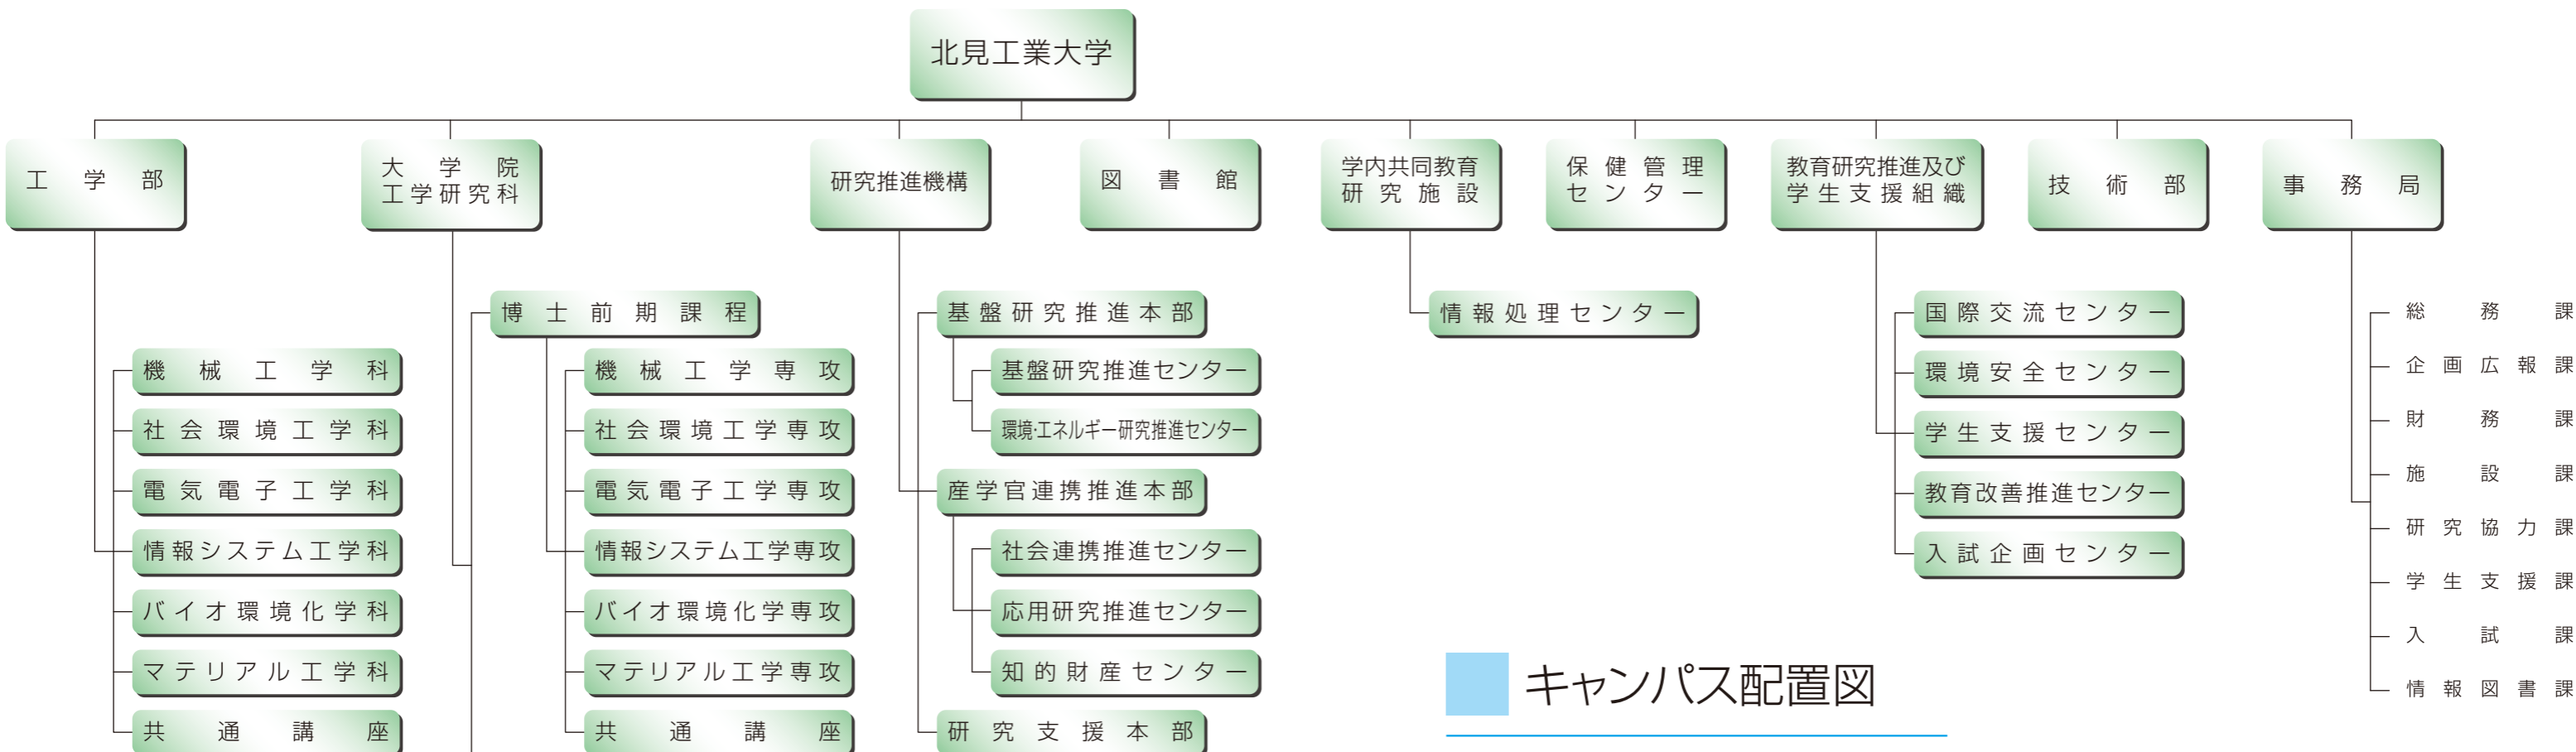 北見工業大学
工学部
大学院
工学研究科
研究推進機構
図書館
学内共同教育
研究施設
保健管理
センター
教育研究推進及び
学生支援組織
技術部
事務局
機械工学科
社会環境工学科
電気電子工学科
情報システム工学科
バイオ環境化学科
マテリアル工学科
共通講座
博士前期課程
機械工学専攻
社会環境工学専攻
電気電子工学専攻
情報システム工学専攻
バイオ環境化学専攻
マテリアル工学専攻
共通講座
基盤研究推進本部
基盤研究推進センター
環境・エネルギー研究推進センター
産学官連携推進本部
社会連携推進センター
応用研究推進センター
知的財産センター
研究支援本部
情報処理センター
国際交流センター
環境安全センター
学生支援センター
教育改善推進センター
入試企画センター
総務課
企画広報課
財務課
施設課
研究協力課
学生支援課
入試課
情報図書課
キャンパス配置図